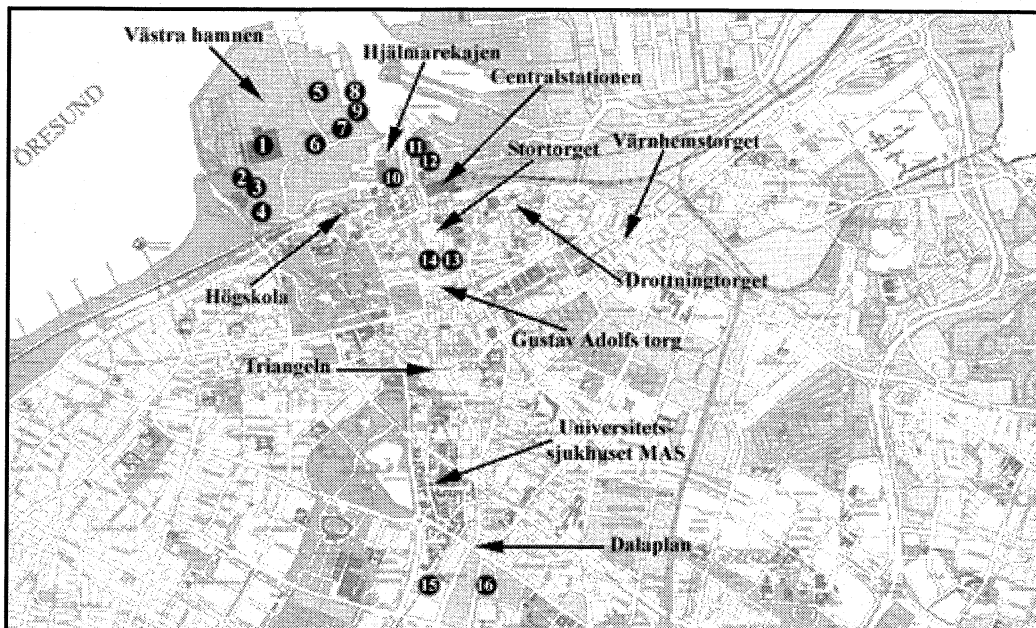 Västra hamnen
Hjälmarekajen
Centralstationen
ÖRESUND
5
8
9
7
1
6
11
12
Stortorget
Värnhemstorget
10
2
3
4
14
13
Högskola
sDrottningtorget
Gustav Adolfs torg
Triangeln
Universitets-
sjukhuset MAS
Dalaplan
15
16